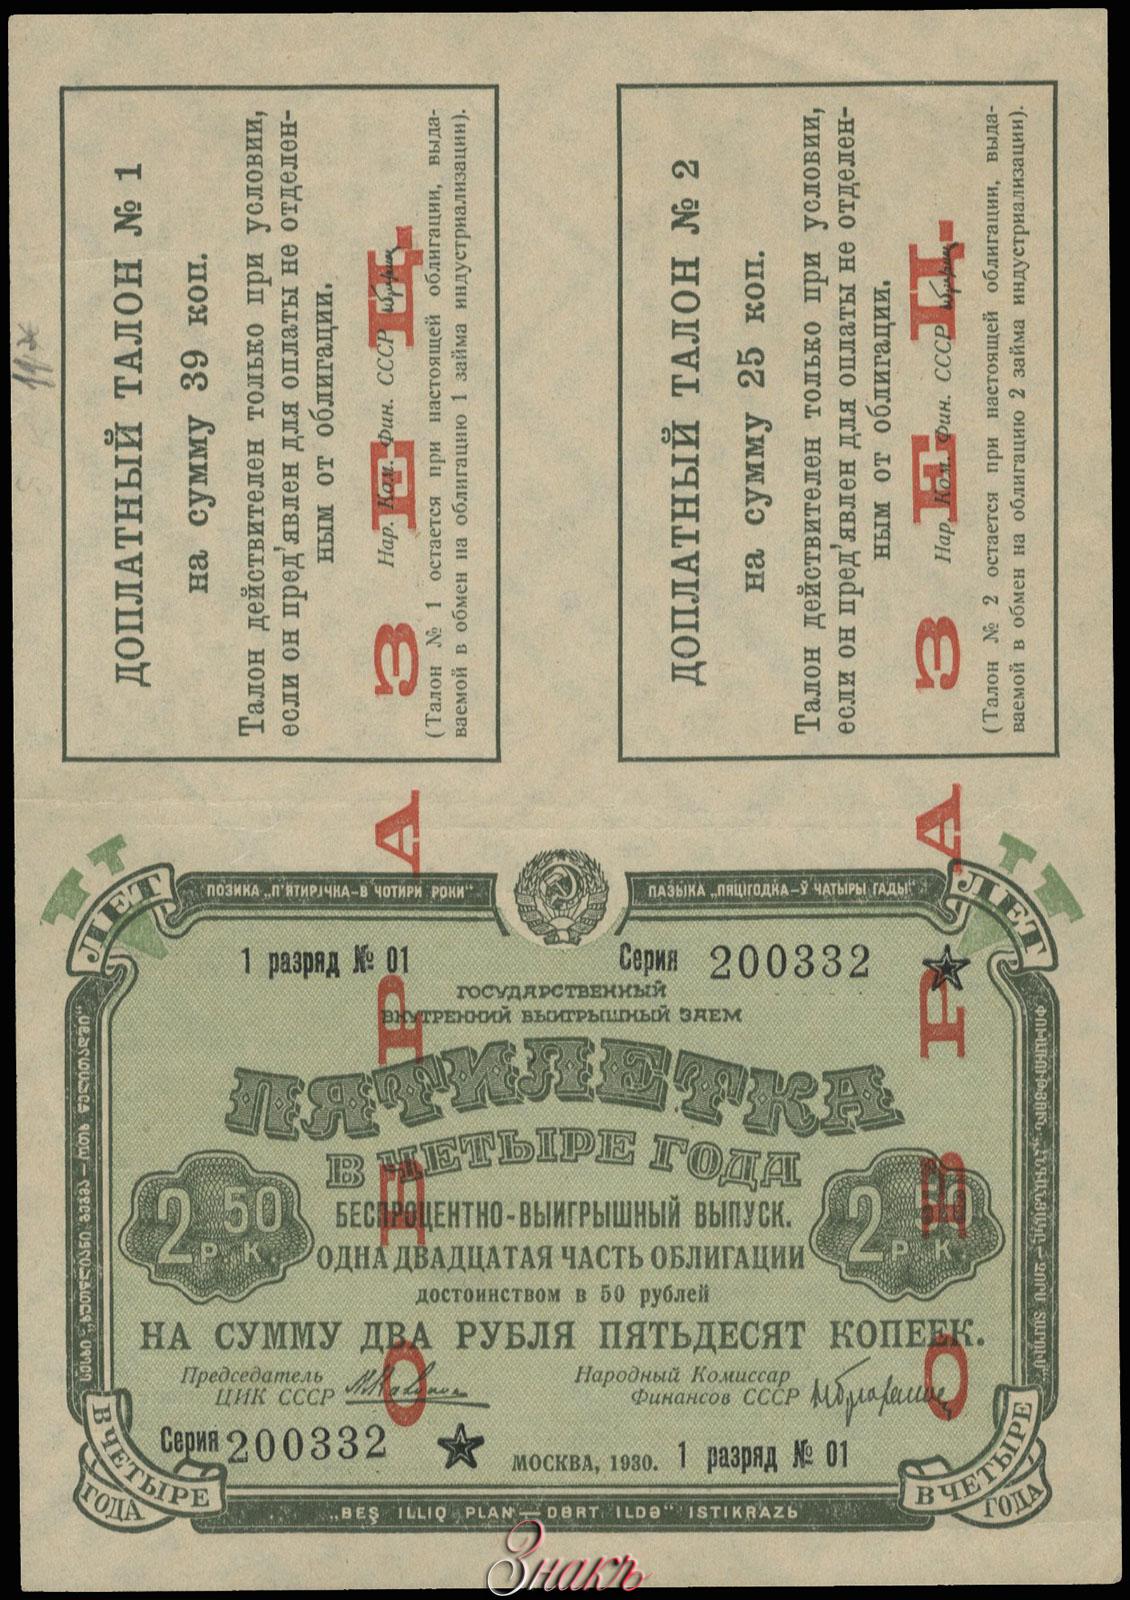 ДОПЛАТНЫЙ ТАЛОН № 1
на сумму 39 коп.
Талон действителен только при условии,
если он пред'явлен для оплаты не отделен-
ным от облигации.
Нар. Ком. Фин. СССР
(Талон № 1 остается при настоящей облигации, выда-
ваемой в обмен на облигацию 1 займа индустриализации).
ДОПЛАТНЫЙ ТАЛОН № 2
на сумму 25 коп.
Талон действителен только при условии,
если он пред'явлен для оплаты не отделен-
ным от облигации.
Нар. Ком. Фин. СССР
(Талон № 2 остается при настоящей облигации, выда-
ваемой в обмен на облигацию 2 займа индустриализации).
ОБРАЗЕЦ.
ОБРАЗЕЦ.
5 ЛЕТ
ПОЗИКА „П'ЯТИРІЧКА-В ЧОТИРИ РОКИ"
ПАЗЫКА „ПЯЦІГОДКА-Ў ЧАТЫРЫ ГАДЫ"
5 ЛЕТ
1 разряд № 01
Серия 200332
ГОСУДАРСТВЕННЫЙ
ВНУТРЕННИЙ ВЫИГРЫШНЫЙ ЗАЕМ
ПЯТИЛЕТКА
В ЧЕТЫРЕ ГОДА
2 Р. 50 К.
2 Р. 50 К.
БЕСПРОЦЕНТНО-ВЫИГРЫШНЫЙ ВЫПУСК.
ОДНА ДВАДЦАТАЯ ЧАСТЬ ОБЛИГАЦИИ
достоинством в 50 рублей
НА СУММУ ДВА РУБЛЯ ПЯТЬДЕСЯТ КОПЕЕК.
Председатель
ЦИК СССР
Народный Комиссар
Финансов СССР
Серия 200332
МОСКВА, 1930.
1 разряд № 01
В ЧЕТЫРЕ
ГОДА
В ЧЕТЫРЕ
ГОДА
„BEŞ ILLIQ PLAN—DƏRT ILDƏ" ISTIKRAZЬ
Знакъ